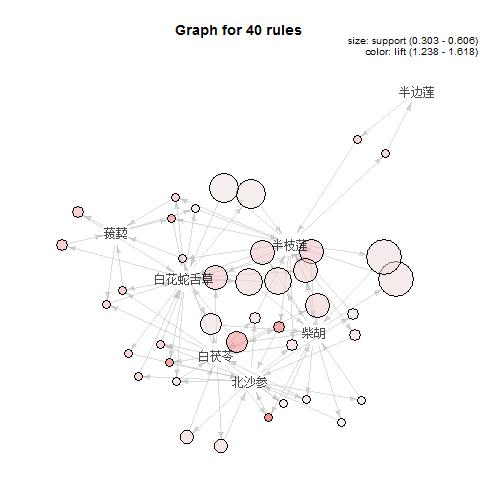 Graph for 40 rules
size: support (0.303 - 0.606)
color: lift (1.238 - 1.618)
半边莲
菝葜
半枝莲
白花蛇舌草
柴胡
白茯苓
北沙参